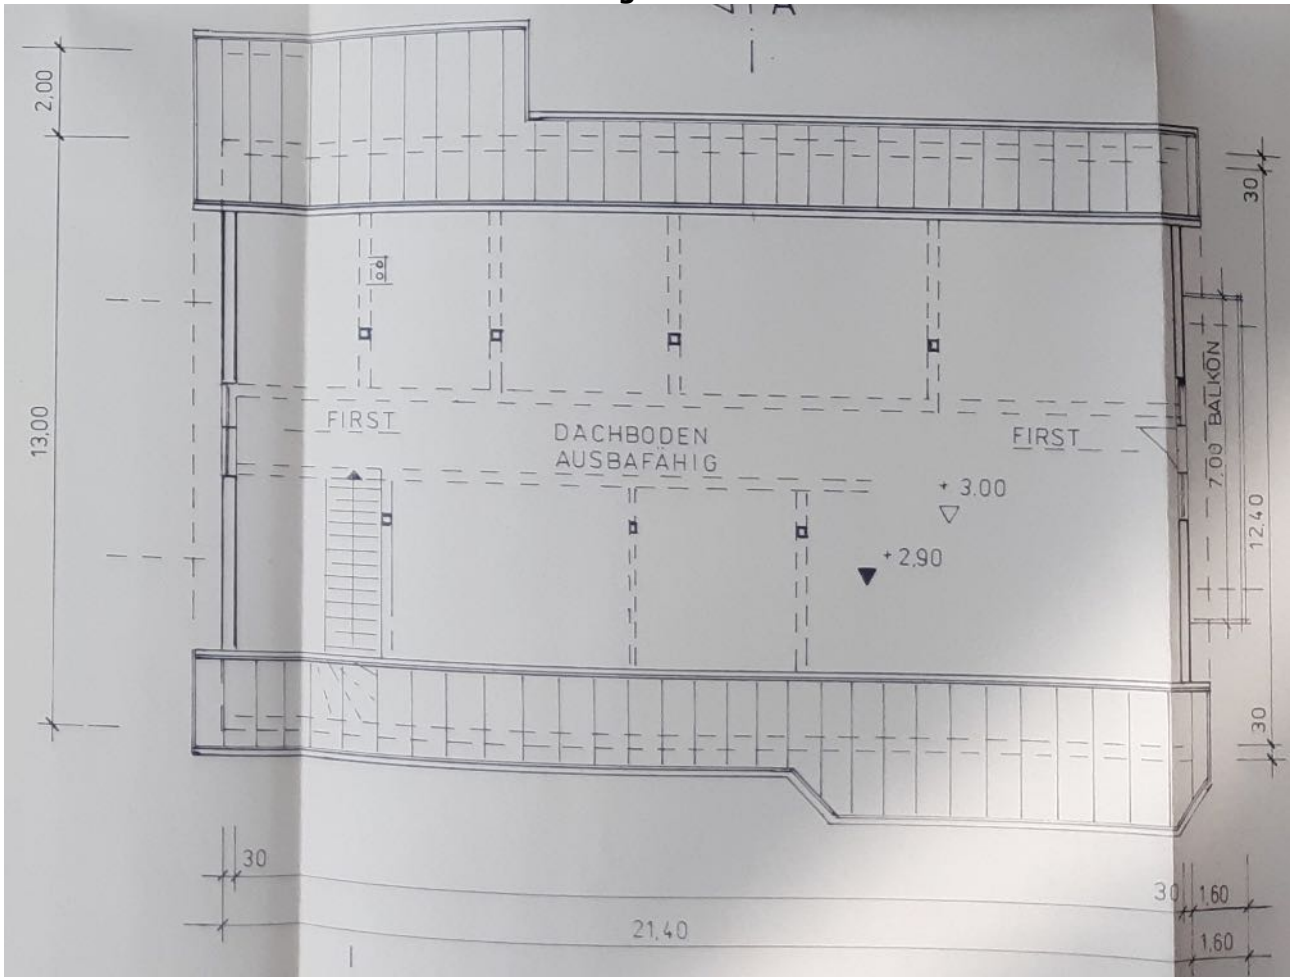 A
2,00
30
13,00
FIRST
DACHBODEN
AUSBAFÄHIG
FIRST
7.00 BALKON
+ 3.00
+ 2,90
12.40
30
30
30
1,60
21,40
1,60